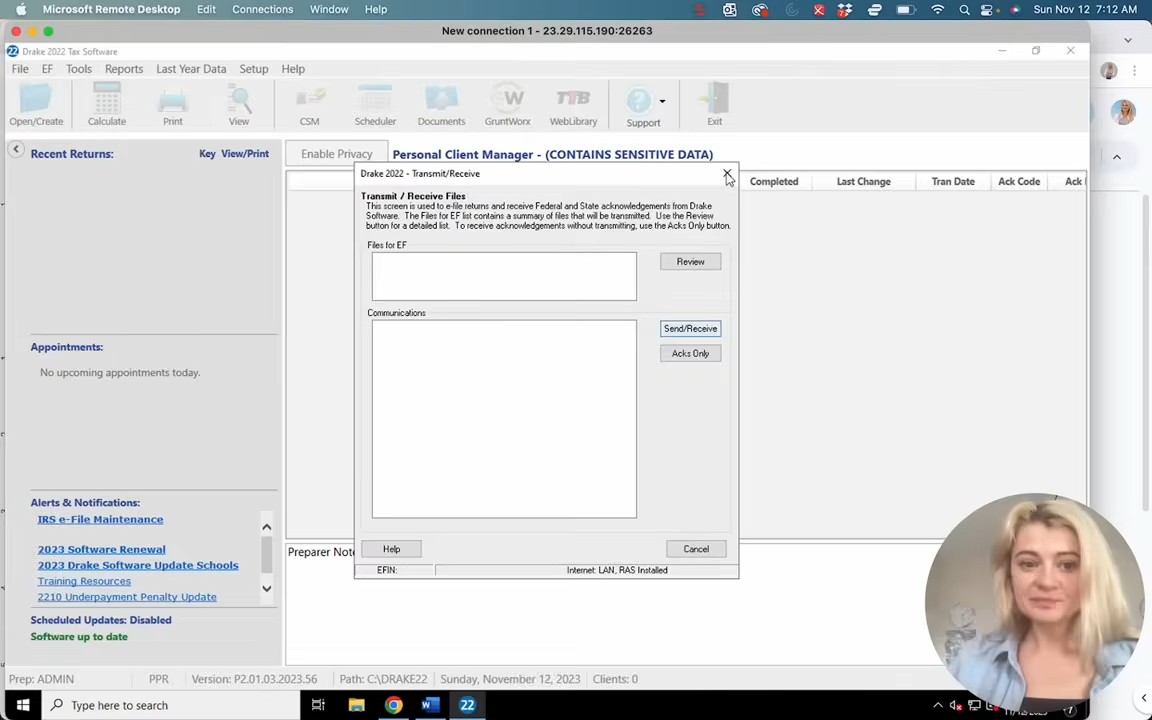 Microsoft Remote Desktop Edit Connections Window Help Sun Nov 12 7:12 AM
New connection 1 - 23.29.115.190:26263
22 Drake 2022 Tax Software
File EF Tools Reports Last Year Data Setup Help
Open/Create Calculate Print View CSM Scheduler Documents GruntWorx WebLibrary Support Exit
Recent Returns: Key View/Print Enable Privacy Personal Client Manager - (CONTAINS SENSITIVE DATA)
Drake 2022 - Transmit/Receive
Completed Last Change Tran Date Ack Code Ack
Transmit / Receive Files
This screen is used to e-file returns and receive Federal and State acknowledgements from Drake
Software. The Files for EF list contains a summary of files that will be transmitted. Use the Review
button for a detailed list. To receive acknowledgements without transmitting, use the Acks Only button.
Files for EF
Review
Communications
Send/Receive
Acks Only
Appointments:
No upcoming appointments today.
Alerts & Notifications:
IRS e-File Maintenance
2023 Software Renewal
2023 Drake Software Update Schools
Training Resources
2210 Underpayment Penalty Update
Scheduled Updates: Disabled
Software up to date
Preparer Note
Help Cancel
EFIN: Internet: LAN, RAS Installed
Prep: ADMIN PPR Version: P2.01.03.2023.56 Path: C:\DRAKE22 Sunday, November 12, 2023 Clients: 0
Type here to search 22